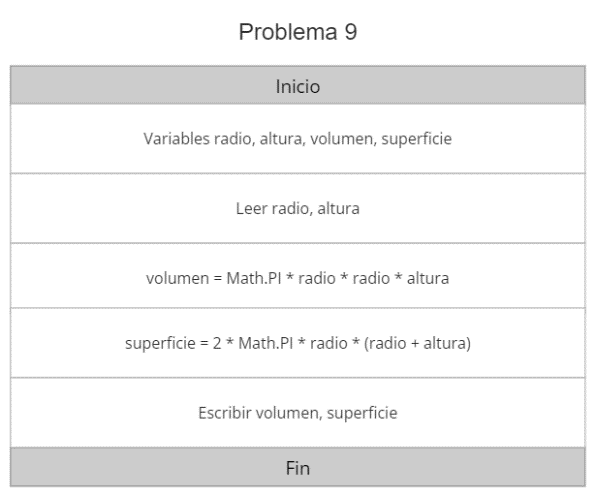 Problema 9
Inicio
Variables radio, altura, volumen, superficie
Leer radio, altura
volumen = Math.PI * radio * radio * altura
superficie = 2 * Math.PI * radio * (radio + altura)
Escribir volumen, superficie
Fin